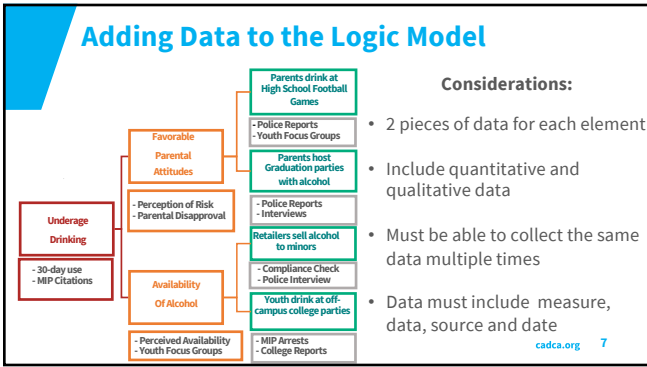 Adding Data to the Logic Model
Underage
Drinking
- 30-day use
- MIP Citations
Favorable
Parental
Attitudes
- Perception of Risk
- Parental Disapproval
Availability
Of Alcohol
- Perceived Availability
- Youth Focus Groups
Parents drink at
High School Football
Games
- Police Reports
- Youth Focus Groups
Parents host
Graduation parties
with alcohol
- Police Reports
- Interviews
Retailers sell alcohol
to minors
- Compliance Check
- Police Interview
Youth drink at off-
campus college parties
- MIP Arrests
- College Reports
Considerations:
• 2 pieces of data for each element
• Include quantitative and
qualitative data
• Must be able to collect the same
data multiple times
• Data must include measure,
data, source and date
cadca.org 7